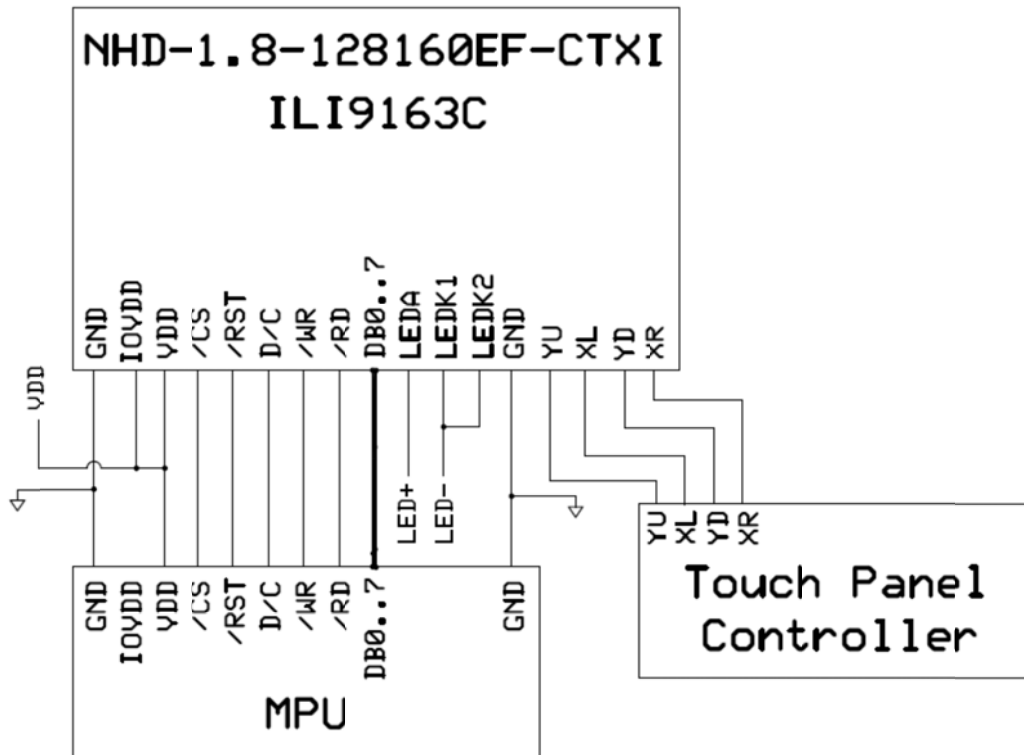 NHD-1.8-128160EF-CTXI
ILI9163C
GND
IOVDD
VDD
/CS
/RST
D/C
/WR
/RD
DB0..7
LEDA
LEDK1
LEDK2
GND
YU
XL
YD
XR
VDD
LED+
LED-
GND
IOVDD
VDD
/CS
/RST
D/C
/WR
/RD
DB0..7
GND
MPU
YU
XL
YD
XR
Touch Panel
Controller